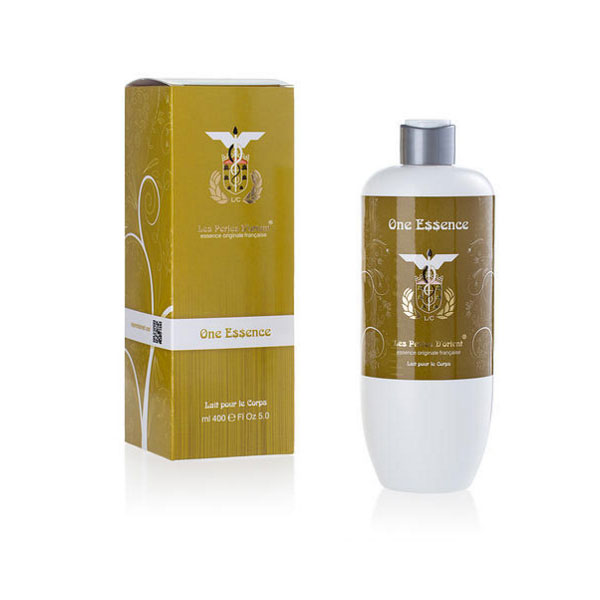 L/C
Les Perles D'orient®
essence originale française
One Essence
Lait pour le Corps
ml 400 ℮ Fl Oz 5.0
One Essence
L/C
Les Perles D'orient®
essence originale française
Lait pour le Corps